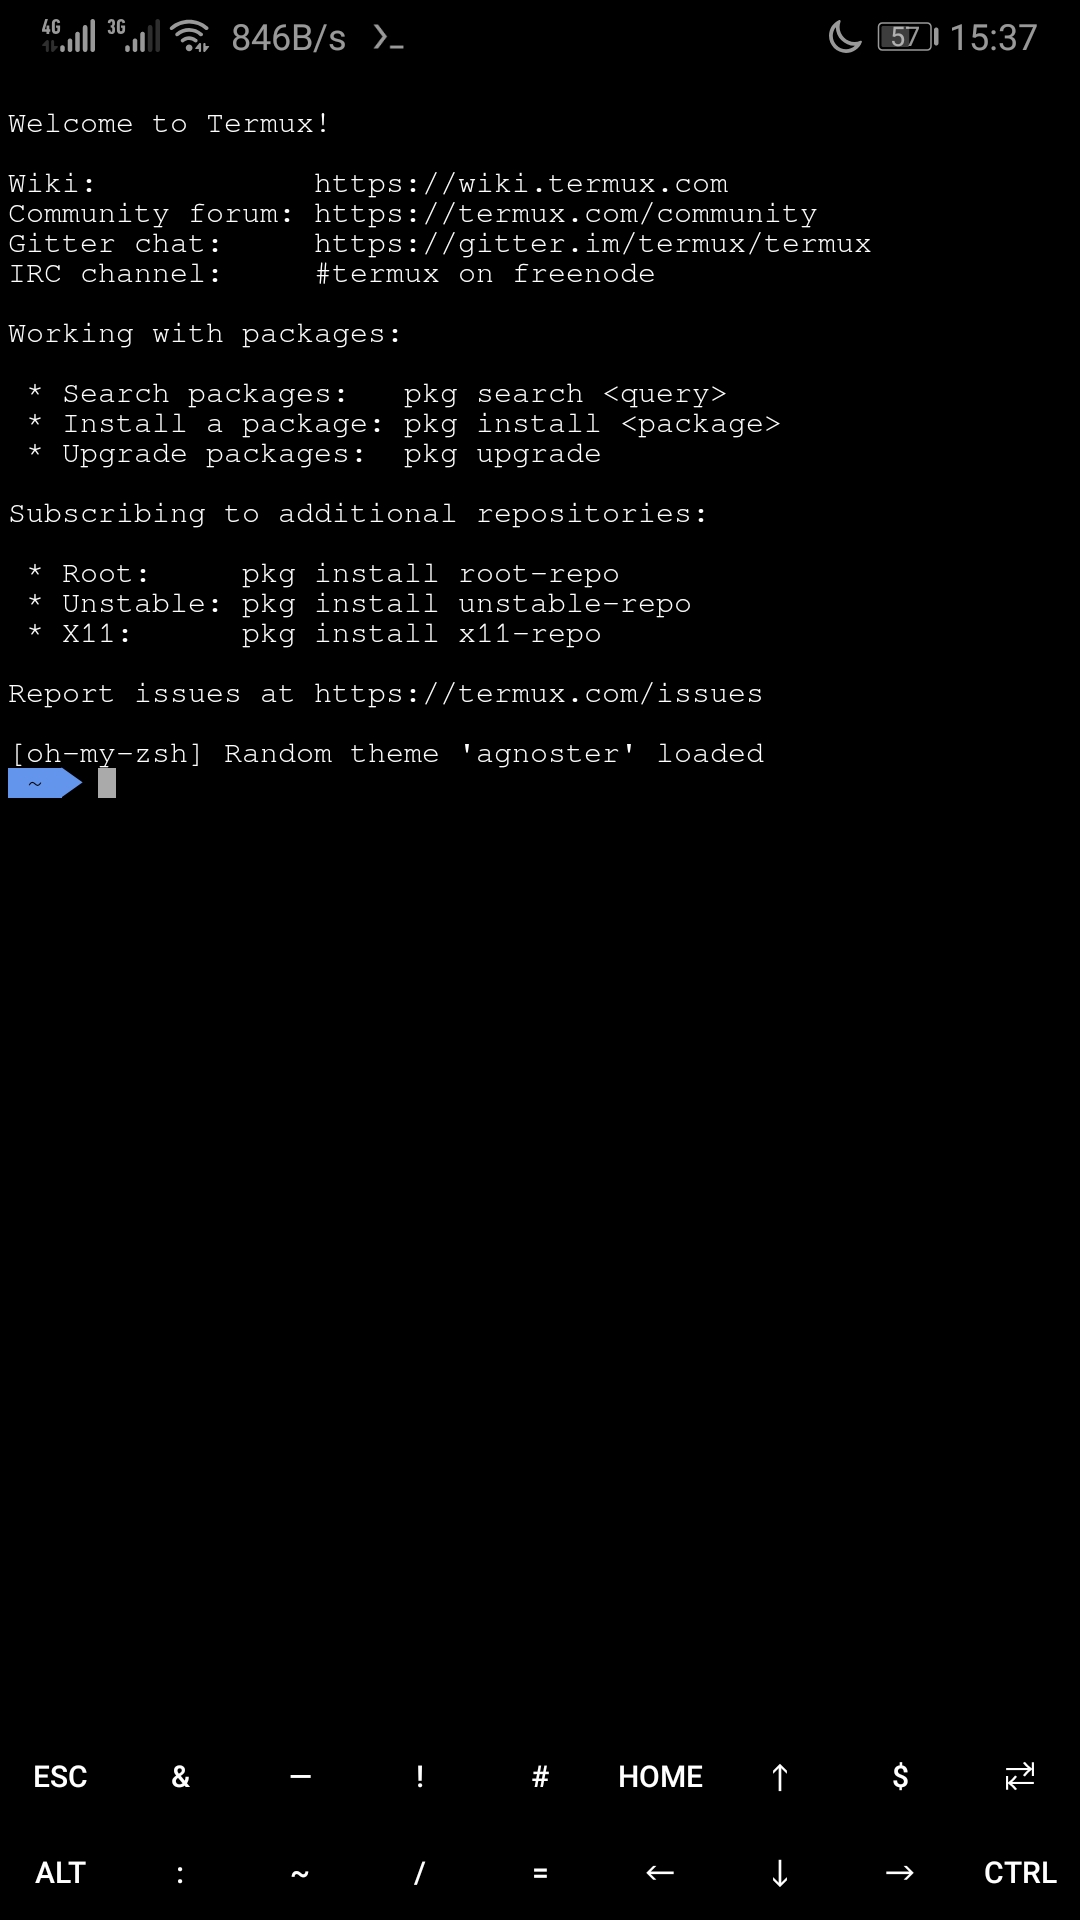 4G 3G 846B/s >_ 57 15:37
Welcome to Termux!
Wiki:            https://wiki.termux.com
Community forum: https://termux.com/community
Gitter chat:     https://gitter.im/termux/termux
IRC channel:     #termux on freenode
Working with packages:
 * Search packages:   pkg search <query>
 * Install a package: pkg install <package>
 * Upgrade packages:  pkg upgrade
Subscribing to additional repositories:
 * Root:     pkg install root-repo
 * Unstable: pkg install unstable-repo
 * X11:      pkg install x11-repo
Report issues at https://termux.com/issues
[oh-my-zsh] Random theme 'agnoster' loaded
~
ESC & — ! # HOME ↑ $ ⇄
ALT : ~ / = ← ↓ → CTRL